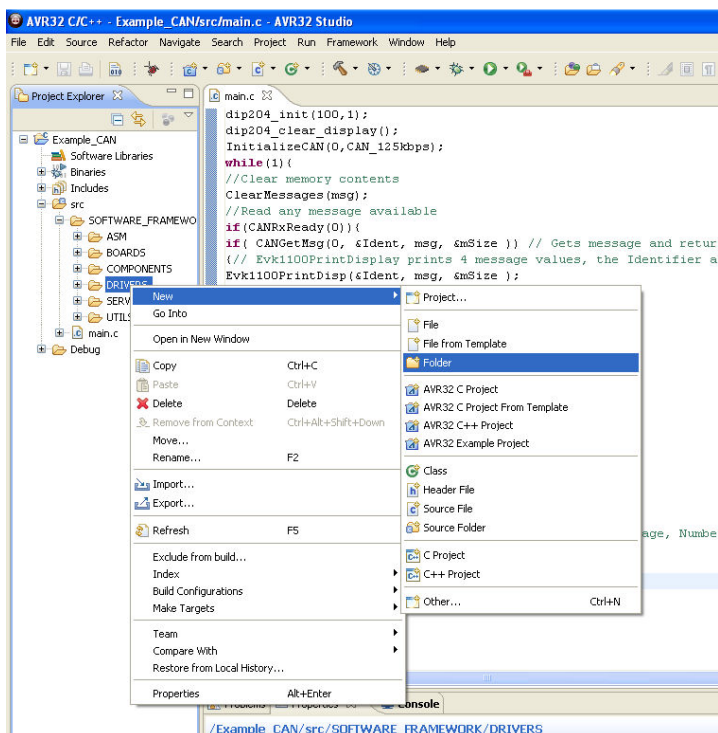 AVR32 C/C++ - Example_CAN/src/main.c - AVR32 Studio
File Edit Source Refactor Navigate Search Project Run Framework Window Help
Project Explorer
main.c
Example_CAN
Software Libraries
Binaries
Includes
src
SOFTWARE_FRAMEWO
ASM
BOARDS
COMPONENTS
DRIVERS
SERV
UTILS
main.c
Debug
dip204_init(100,1);
dip204_clear_display();
InitializeCAN(0,CAN_125kbps);
while(1){
//Clear memory contents
ClearMessages(msg);
//Read any message available
if(CANRxReady(0)){
if( CANGetMsg(0, &Ident, msg, &mSize )) // Gets message and retur
{// Evk1100PrintDisplay prints 4 message values, the Identifier a
Evk1100PrintDisp(&Ident, msg, &mSize );
New
Go Into
Open in New Window
Copy Ctrl+C
Paste Ctrl+V
Delete Delete
Remove from Context Ctrl+Alt+Shift+Down
Move...
Rename... F2
Import...
Export...
Refresh F5
Exclude from build...
Index
Build Configurations
Make Targets
Team
Compare With
Restore from Local History...
Properties Alt+Enter
Project...
File
File from Template
Folder
AVR32 C Project
AVR32 C Project From Template
AVR32 C++ Project
AVR32 Example Project
Class
Header File
Source File
Source Folder
C Project
C++ Project
Other... Ctrl+N
age, Numbe
Problems Properties Console
/Example_CAN/src/SOFTWARE_FRAMEWORK/DRIVERS